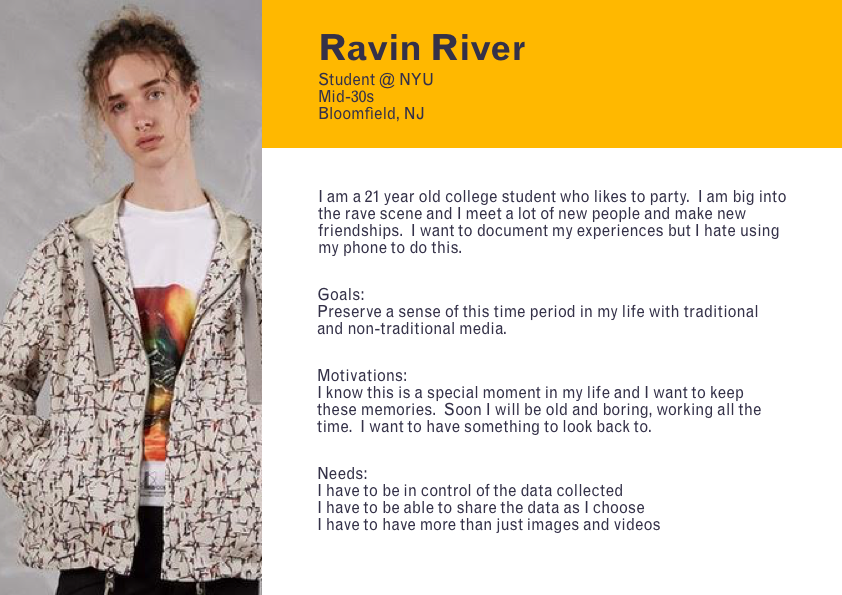 Ravin River
Student @ NYU
Mid-30s
Bloomfield, NJ
I am a 21 year old college student who likes to party.  I am big into
the rave scene and I meet a lot of new people and make new
friendships.  I want to document my experiences but I hate using
my phone to do this.
Goals:
Preserve a sense of this time period in my life with traditional
and non-traditional media.
Motivations:
I know this is a special moment in my life and I want to keep
these memories.  Soon I will be old and boring, working all the
time.  I want to have something to look back to.
Needs:
I have to be in control of the data collected
I have to be able to share the data as I choose
I have to have more than just images and videos